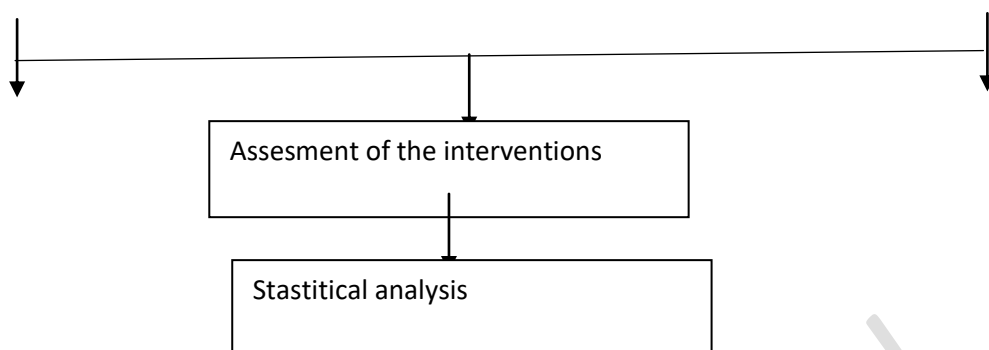 Assesment of the interventions
Stastitical analysis